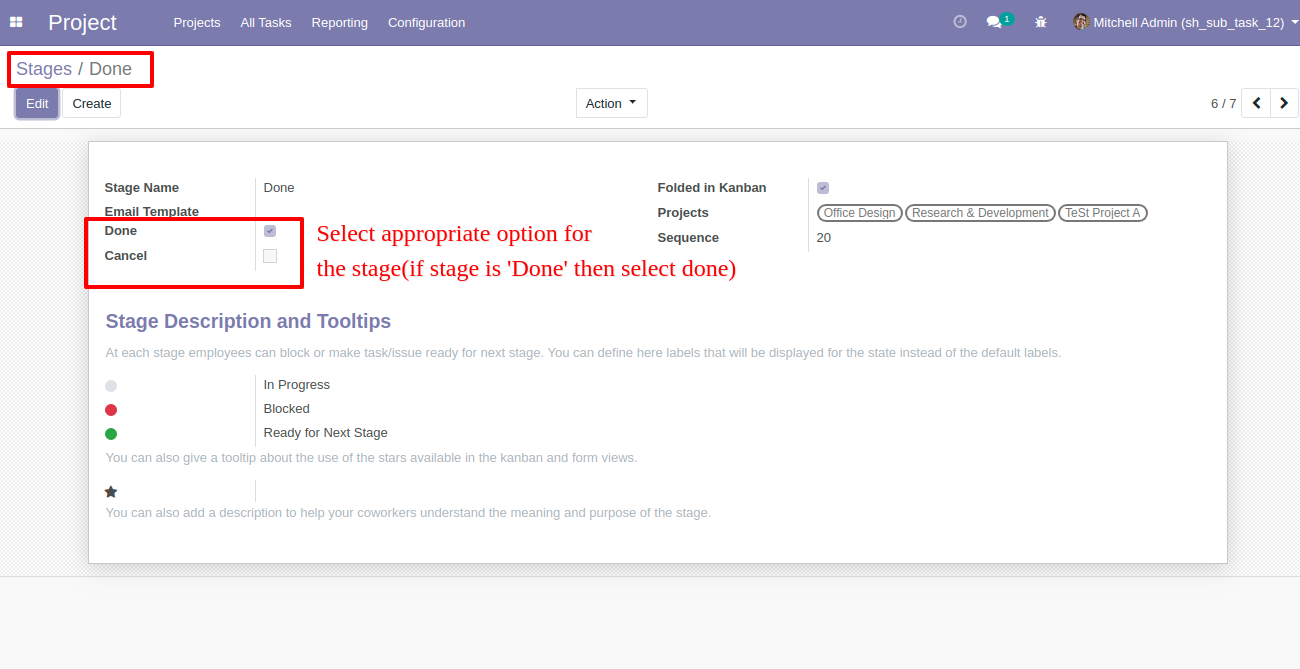 Project Projects All Tasks Reporting Configuration 1 Mitchell Admin (sh_sub_task_12)
Stages / Done
Edit Create Action 6 / 7
Stage Name Done
Email Template
Done
Cancel
Folded in Kanban
Projects Office Design Research & Development TeSt Project A
Sequence 20
Select appropriate option for
the stage(if stage is 'Done' then select done)
Stage Description and Tooltips
At each stage employees can block or make task/issue ready for next stage. You can define here labels that will be displayed for the state instead of the default labels.
In Progress
Blocked
Ready for Next Stage
You can also give a tooltip about the use of the stars available in the kanban and form views.
You can also add a description to help your coworkers understand the meaning and purpose of the stage.